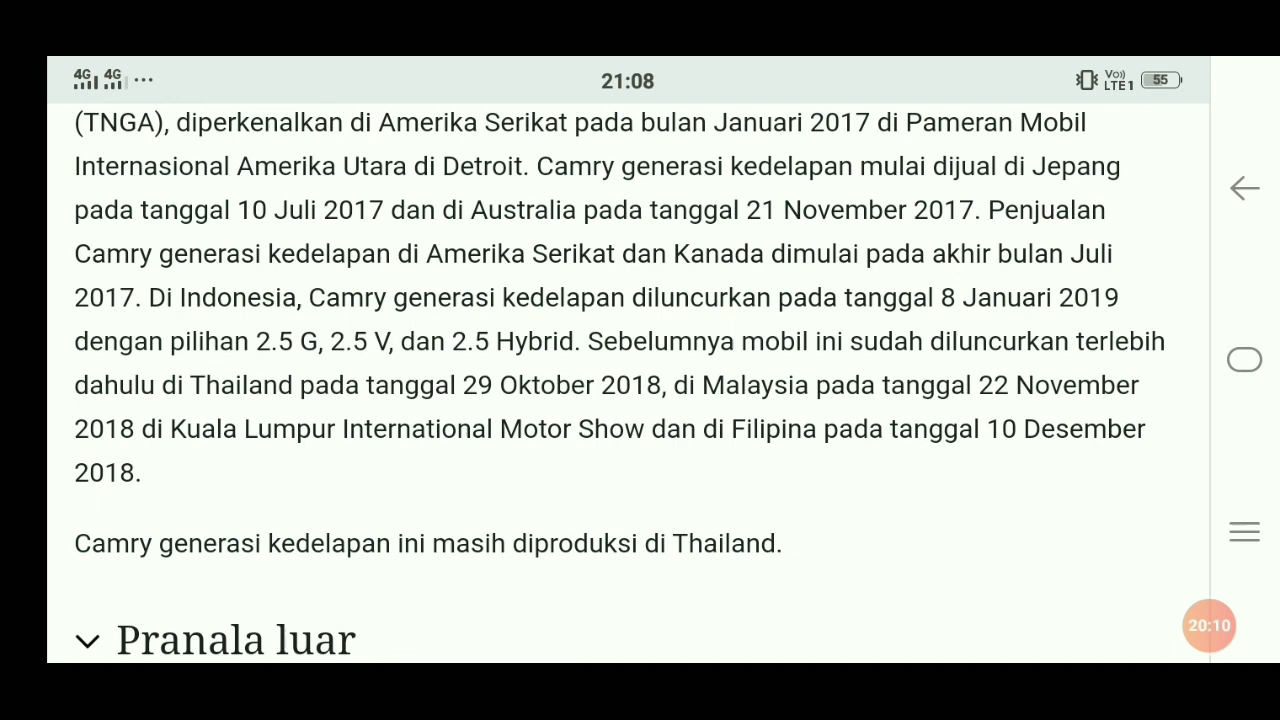 4G 4G ... 21:08 Vo)) LTE 1 55
(TNGA), diperkenalkan di Amerika Serikat pada bulan Januari 2017 di Pameran Mobil
Internasional Amerika Utara di Detroit. Camry generasi kedelapan mulai dijual di Jepang
pada tanggal 10 Juli 2017 dan di Australia pada tanggal 21 November 2017. Penjualan
Camry generasi kedelapan di Amerika Serikat dan Kanada dimulai pada akhir bulan Juli
2017. Di Indonesia, Camry generasi kedelapan diluncurkan pada tanggal 8 Januari 2019
dengan pilihan 2.5 G, 2.5 V, dan 2.5 Hybrid. Sebelumnya mobil ini sudah diluncurkan terlebih
dahulu di Thailand pada tanggal 29 Oktober 2018, di Malaysia pada tanggal 22 November
2018 di Kuala Lumpur International Motor Show dan di Filipina pada tanggal 10 Desember
2018.
Camry generasi kedelapan ini masih diproduksi di Thailand.
Pranala luar
20:10